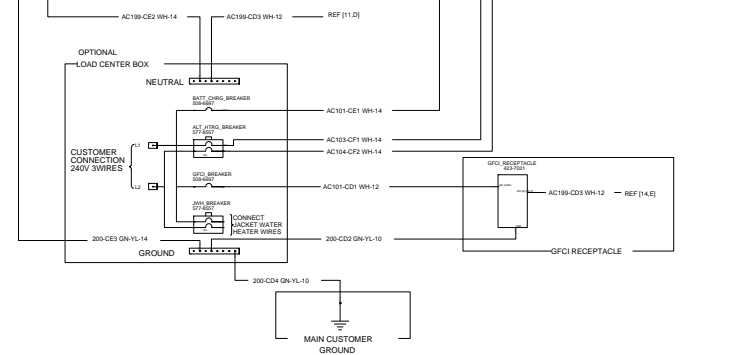 AC199-CE2 WH-14
AC199-CD3 WH-12
REF [11,D]
OPTIONAL
LOAD CENTER BOX
NEUTRAL
BATT_CHRG_BREAKER
508-6697
AC101-CE1 WH-14
ALT_HTRG_BREAKER
577-8557
AC103-CF1 WH-14
AC104-CF2 WH-14
CUSTOMER
CONNECTION
240V 3WIRES
L1
L2
GFCI_BREAKER
508-6697
AC101-CD1 WH-12
GFCI_RECEPTACLE
423-7031
AC199-CD3 WH-12
REF [14,E]
JWH_BREAKER
577-8557
CONNECT
JACKET WATER
HEATER WIRES
200-CE3 GN-YL-14
200-CD2 GN-YL-10
GROUND
GFCI RECEPTACLE
200-CD4 GN-YL-10
MAIN CUSTOMER
GROUND